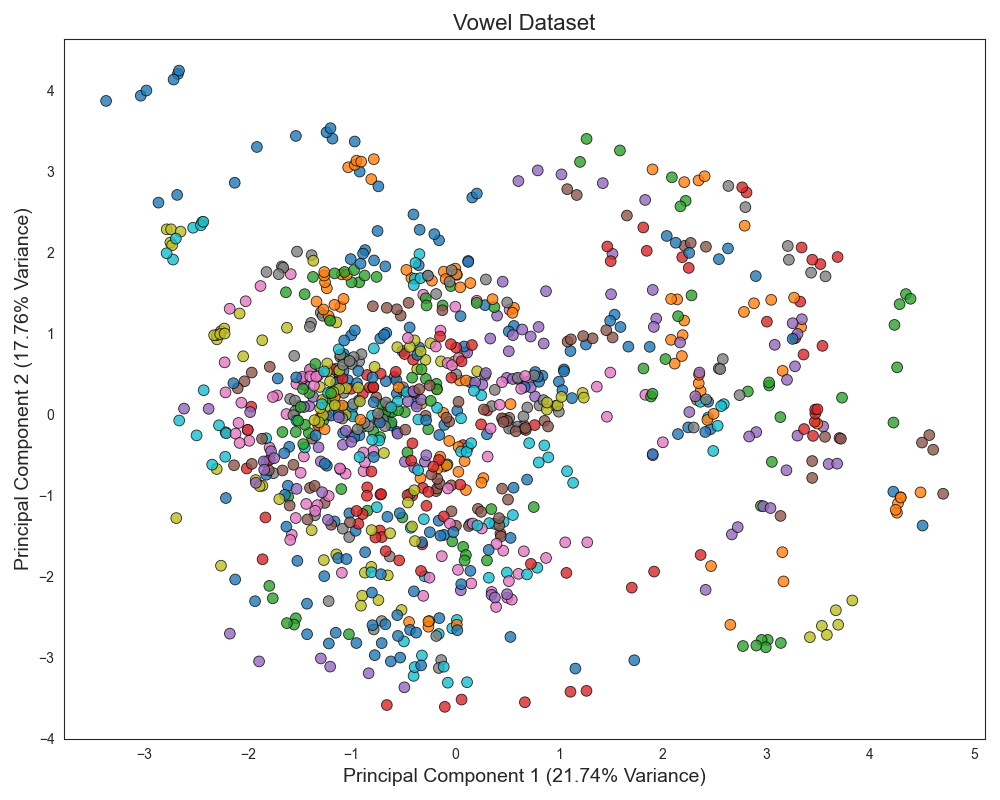 Vowel Dataset
4
3
2
1
0
−1
−2
−3
−4
Principal Component 2 (17.76% Variance)
−3 −2 −1 0 1 2 3 4 5
Principal Component 1 (21.74% Variance)